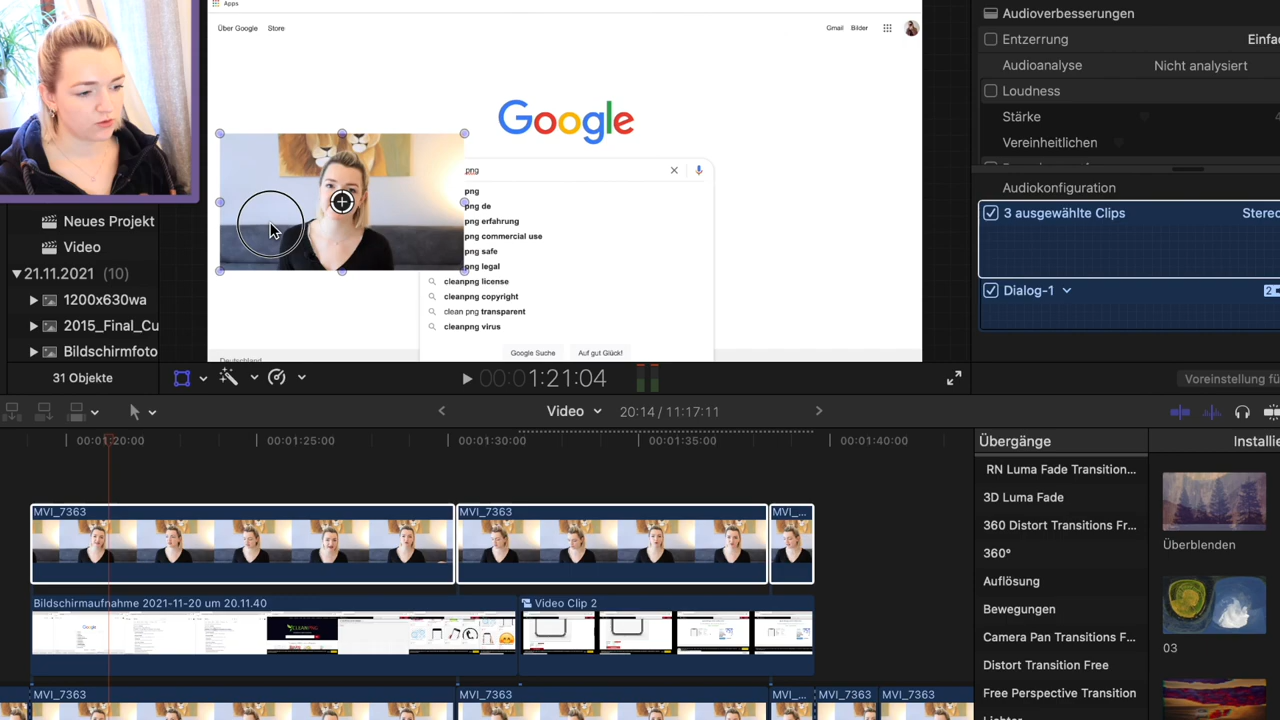 Apps
Über Google Store
Gmail Bilder
Google
png
png
png de
png erfahrung
png commercial use
png safe
png legal
cleanpng license
cleanpng copyright
clean png transparent
cleanpng virus
Google Suche Auf gut Glück!
Deutschland
Audioverbesserungen
Entzerrung Einfa
Audioanalyse Nicht analysiert
Loudness
Vereinheitlichen
Audiokonfiguration
3 ausgewählte Clips Stereo
Dialog-1 2
Voreinstellung fü
Neues Projekt
Video
21.11.2021 (10)
1200x630wa
2015_Final_Cu
Bildschirmfoto
31 Objekte
00:01:21:04
Video 20:14 / 11:17:11
00:01:20:00 00:01:25:00 00:01:30:00 00:01:35:00 00:01:40:00
MVI_7363 MVI_7363 MVI_...
Bildschirmaufnahme 2021-11-20 um 20.11.40 Video Clip 2
MVI_7363 MVI_7363 MVI_... MVI_7363 MVI_7363
Übergänge Installie
RN Luma Fade Transition...
3D Luma Fade
360 Distort Transitions Fr...
360°
Auflösung
Bewegungen
Camera Pan Transitions F...
Distort Transition Free
Free Perspective Transition
Überblenden
03